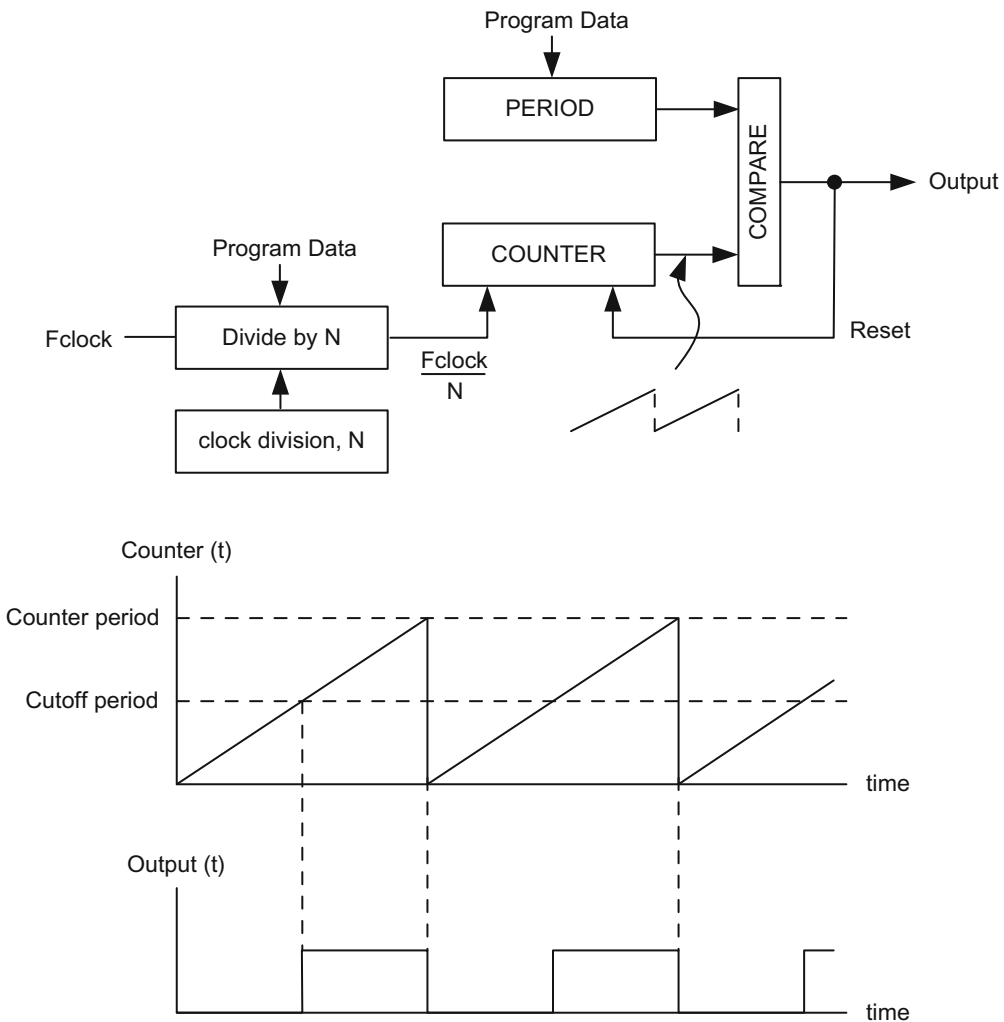 Program Data
PERIOD
COMPARE
Output
Program Data
COUNTER
Fclock
Divide by N
Fclock
N
Reset
clock division, N
Counter (t)
Counter period
Cutoff period
time
Output (t)
time